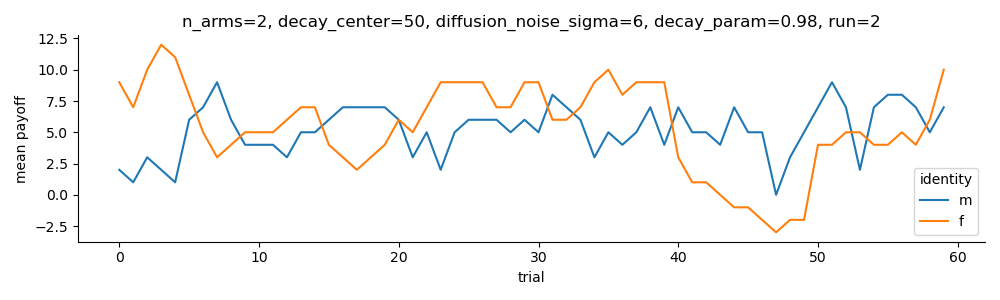 n_arms=2, decay_center=50, diffusion_noise_sigma=6, decay_param=0.98, run=2
mean payoff
12.5
10.0
7.5
5.0
2.5
0.0
−2.5
identity
m
f
0 10 20 30 40 50 60
trial